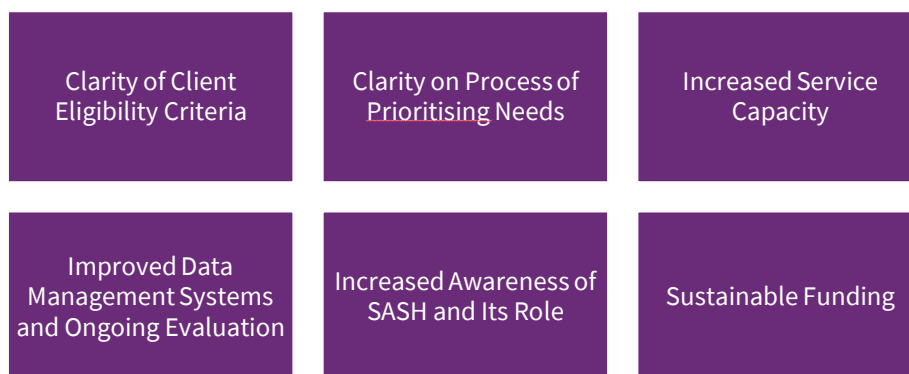 Clarity of Client
Eligibility Criteria
Clarity on Process of
Prioritising Needs
Increased Service
Capacity
Improved Data
Management Systems
and Ongoing Evaluation
Increased Awareness of
SASH and Its Role
Sustainable Funding